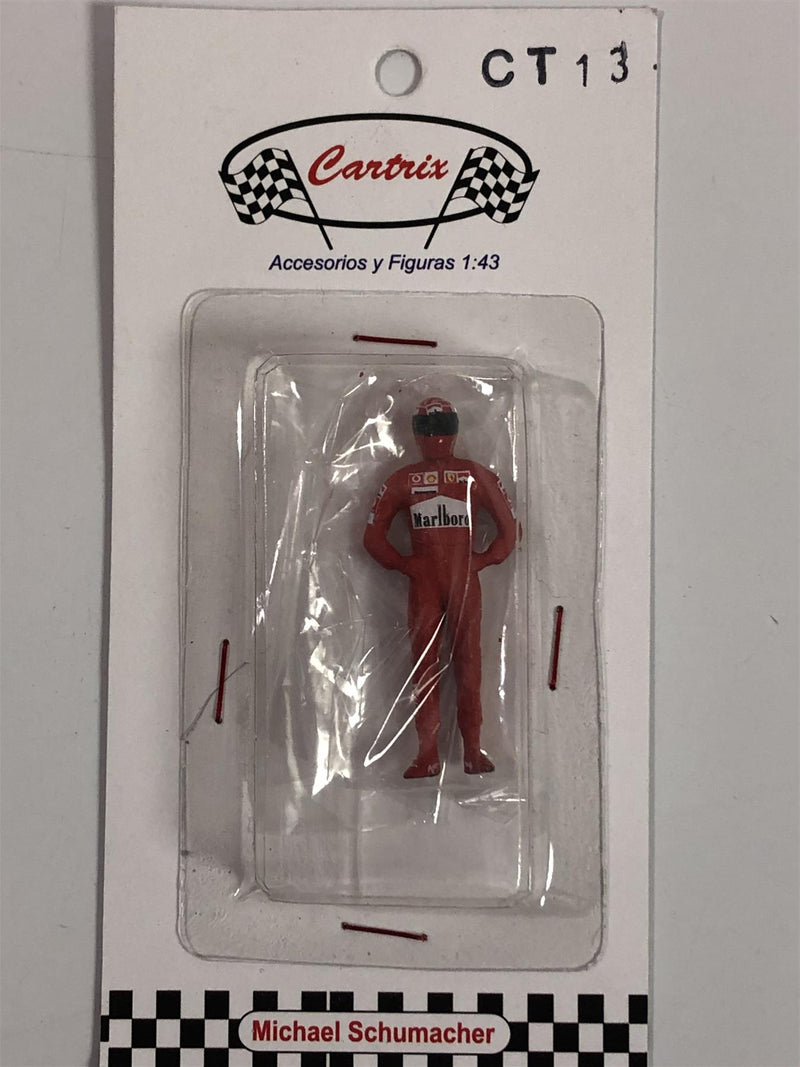 CT13
Cartrix
Accesorios y Figuras 1:43
Marlboro
Michael Schumacher